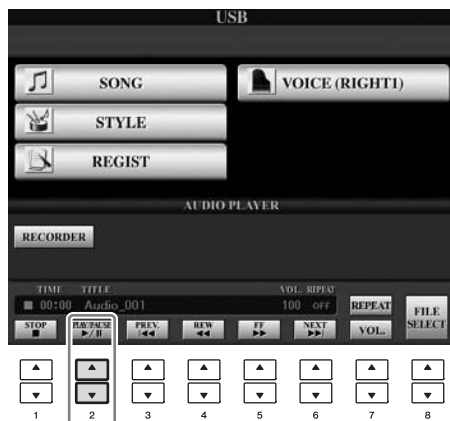 USB
SONG
VOICE (RIGHT1)
STYLE
REGIST
AUDIO PLAYER
RECORDER
TIME TITLE VOL. REPEAT
00:00 Audio_001 100 OFF
REPEAT
FILE SELECT
STOP PLAY/PAUSE PREV. REW FF NEXT VOL.
1 2 3 4 5 6 7 8